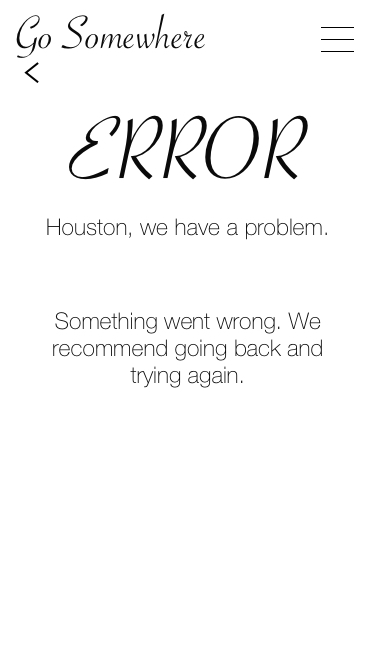 Go Somewhere
ERROR
Houston, we have a problem.
Something went wrong. We
recommend going back and
trying again.